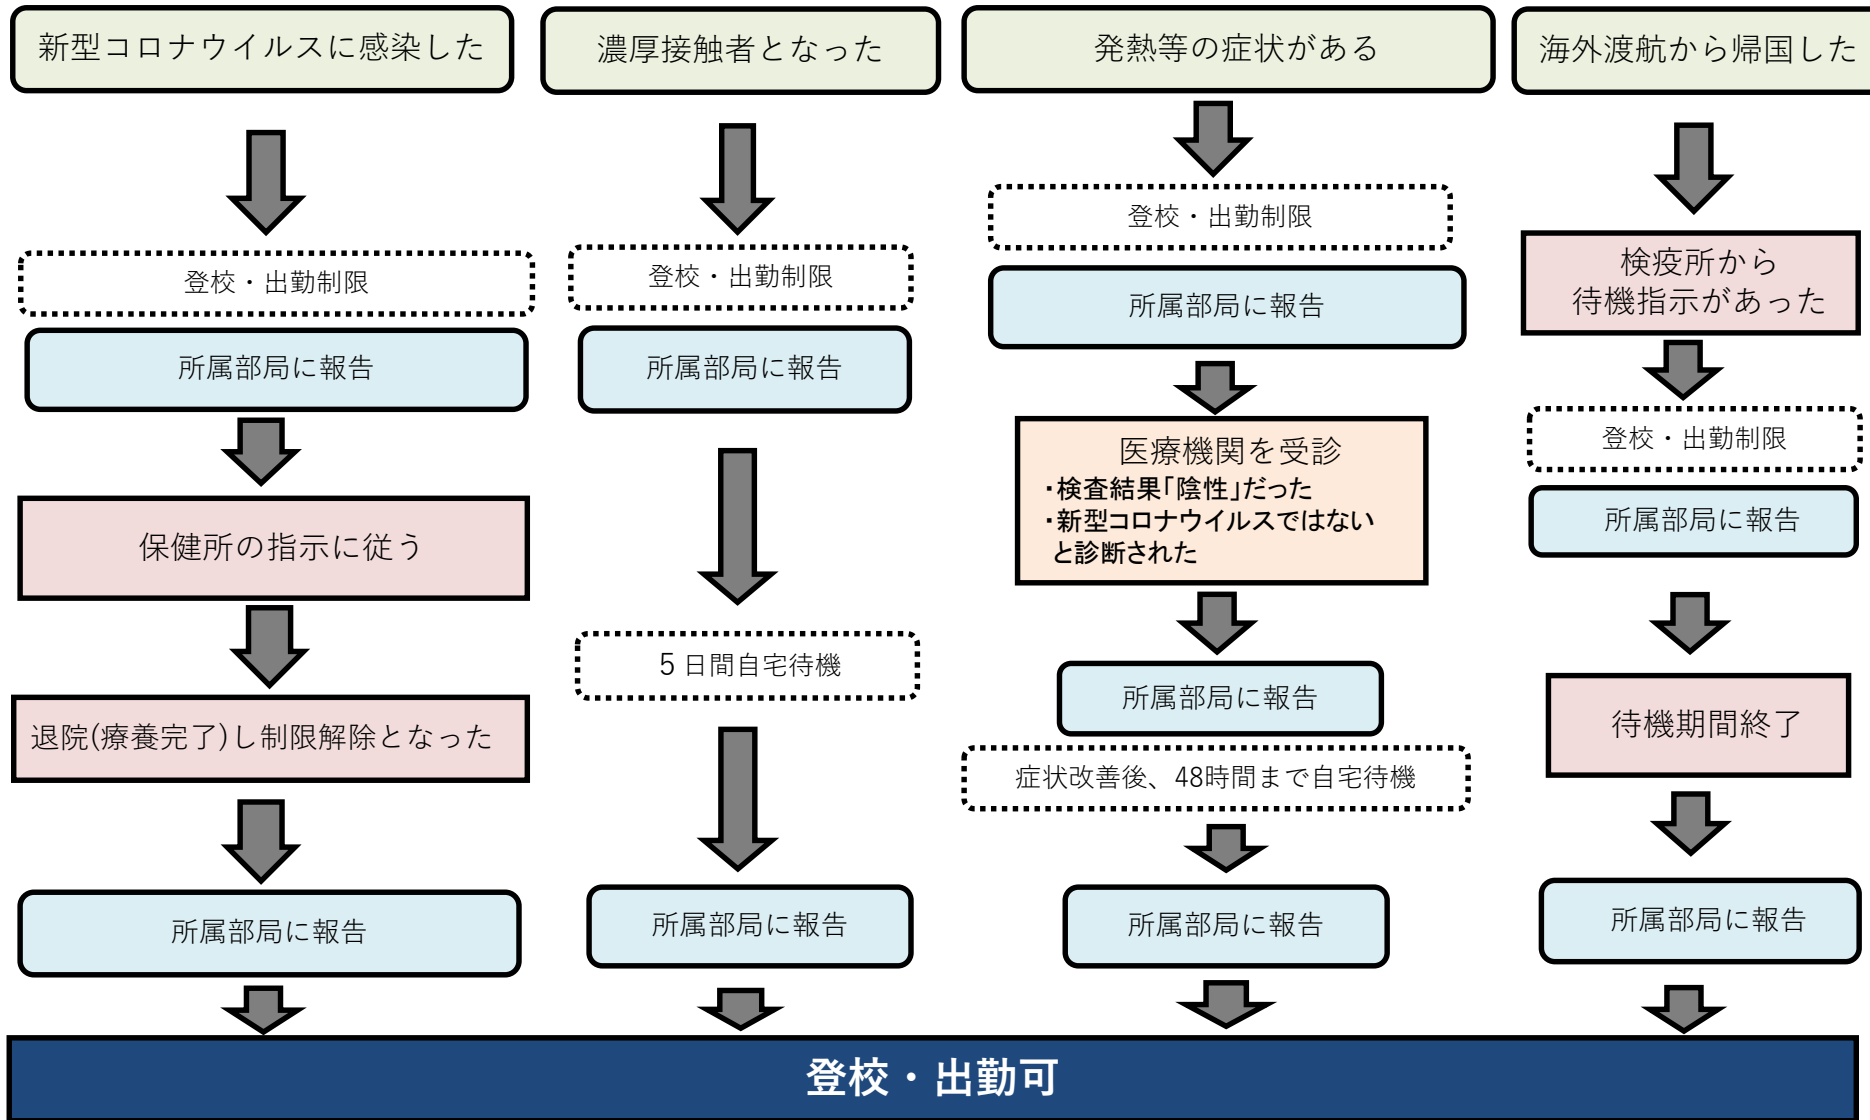 新型コロナウイルスに感染した
登校・出勤制限
所属部局に報告
保健所の指示に従う
退院(療養完了)し制限解除となった
所属部局に報告
濃厚接触者となった
登校・出勤制限
所属部局に報告
5日間自宅待機
所属部局に報告
発熱等の症状がある
登校・出勤制限
所属部局に報告
医療機関を受診
・検査結果「陰性」だった
・新型コロナウイルスではない
と診断された
所属部局に報告
症状改善後、48時間まで自宅待機
所属部局に報告
海外渡航から帰国した
検疫所から
待機指示があった
登校・出勤制限
所属部局に報告
待機期間終了
所属部局に報告
登校・出勤可